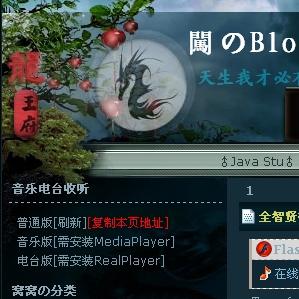 闖のBlo
天生我才必
龍
王府
♁Java Stu♁
音乐电台收听
1
普通版[刷新][复制本页地址]
全智贤
音乐版[需安装MediaPlayer]
Flas
电台版[需安装RealPlayer]
在线
窝窝の分类